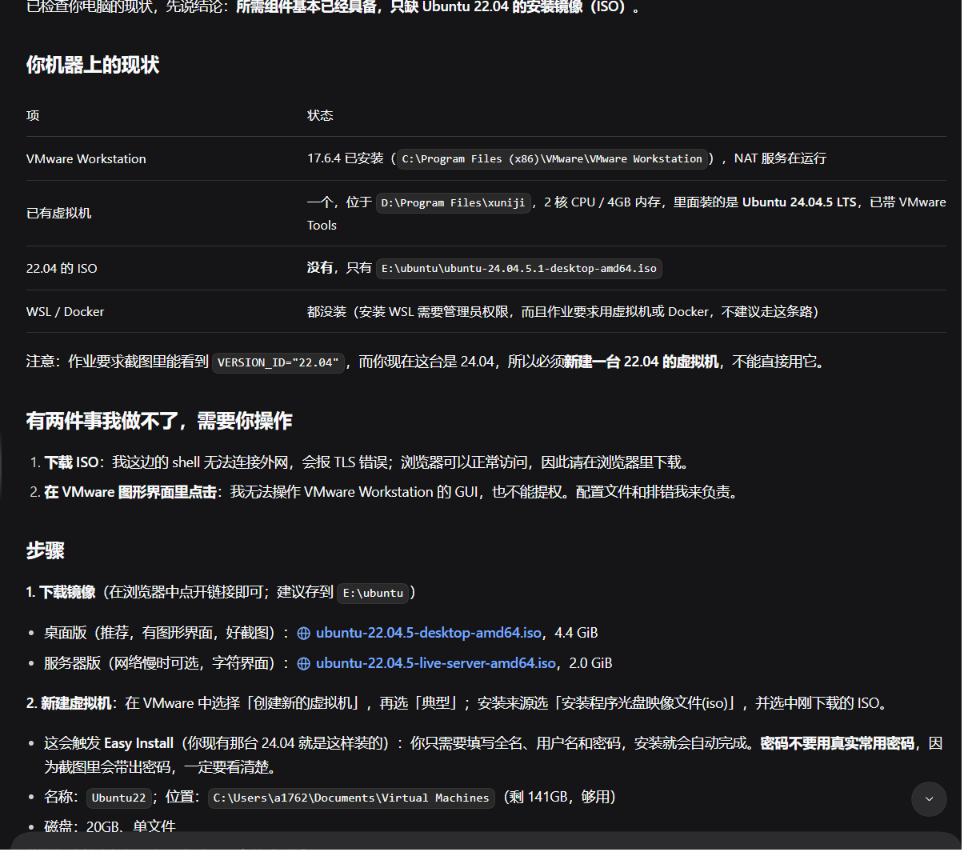 已检查你电脑的现状，先说结论：所需组件基本已经具备，只缺 Ubuntu 22.04 的安装镜像（ISO）。
你机器上的现状
项 状态
VMware Workstation 17.6.4 已安装（C:\Program Files (x86)\VMware\VMware Workstation），NAT 服务在运行
已有虚拟机 一个，位于 D:\Program Files\xuniji，2 核 CPU / 4GB 内存，里面装的是 Ubuntu 24.04.5 LTS，已带 VMware
Tools
22.04 的 ISO 没有，只有 E:\ubuntu\ubuntu-24.04.5.1-desktop-amd64.iso
WSL / Docker 都没装（安装 WSL 需要管理员权限，而且作业要求用虚拟机或 Docker，不建议走这条路）
注意：作业要求截图里能看到 VERSION_ID="22.04"，而你现在这台是 24.04，所以必须新建一台 22.04 的虚拟机，不能直接用它。
有两件事我做不了，需要你操作
1. 下载 ISO：我这边的 shell 无法连接外网，会报 TLS 错误；浏览器可以正常访问，因此请在浏览器里下载。
2. 在 VMware 图形界面里点击：我无法操作 VMware Workstation 的 GUI，也不能提权。配置文件和排错我来负责。
步骤
1. 下载镜像（在浏览器中点开链接即可；建议存到 E:\ubuntu）
• 桌面版（推荐，有图形界面，好截图）：ubuntu-22.04.5-desktop-amd64.iso，4.4 GiB
• 服务器版（网络慢时可选，字符界面）：ubuntu-22.04.5-live-server-amd64.iso，2.0 GiB
2. 新建虚拟机：在 VMware 中选择「创建新的虚拟机」，再选「典型」；安装来源选「安装程序光盘映像文件(iso)」，并选中刚下载的 ISO。
• 这会触发 Easy Install（你现有那台 24.04 就是这样装的）：你只需要填写全名、用户名和密码，安装就会自动完成。密码不要用真实常用密码，因
为截图里会带出密码，一定要看清楚。
• 名称：Ubuntu22；位置：C:\Users\a1762\Documents\Virtual Machines（剩 141GB，够用）
• 磁盘：20GB、单文件